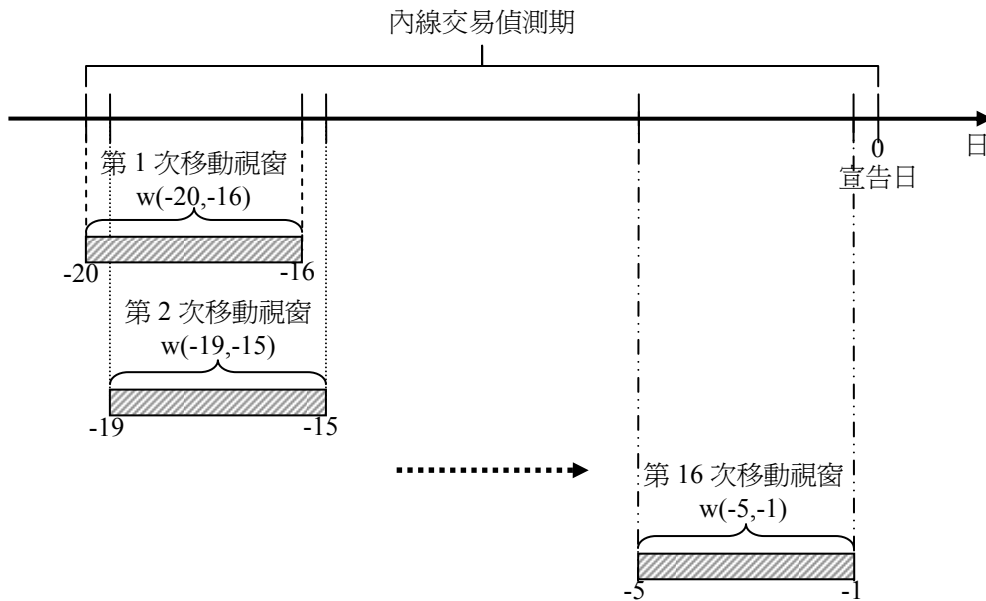 內線交易偵測期
0
日
宣告日
第 1 次移動視窗
w(-20,-16)
-20
-16
第 2 次移動視窗
w(-19,-15)
-19
-15
第 16 次移動視窗
w(-5,-1)
-5
-1